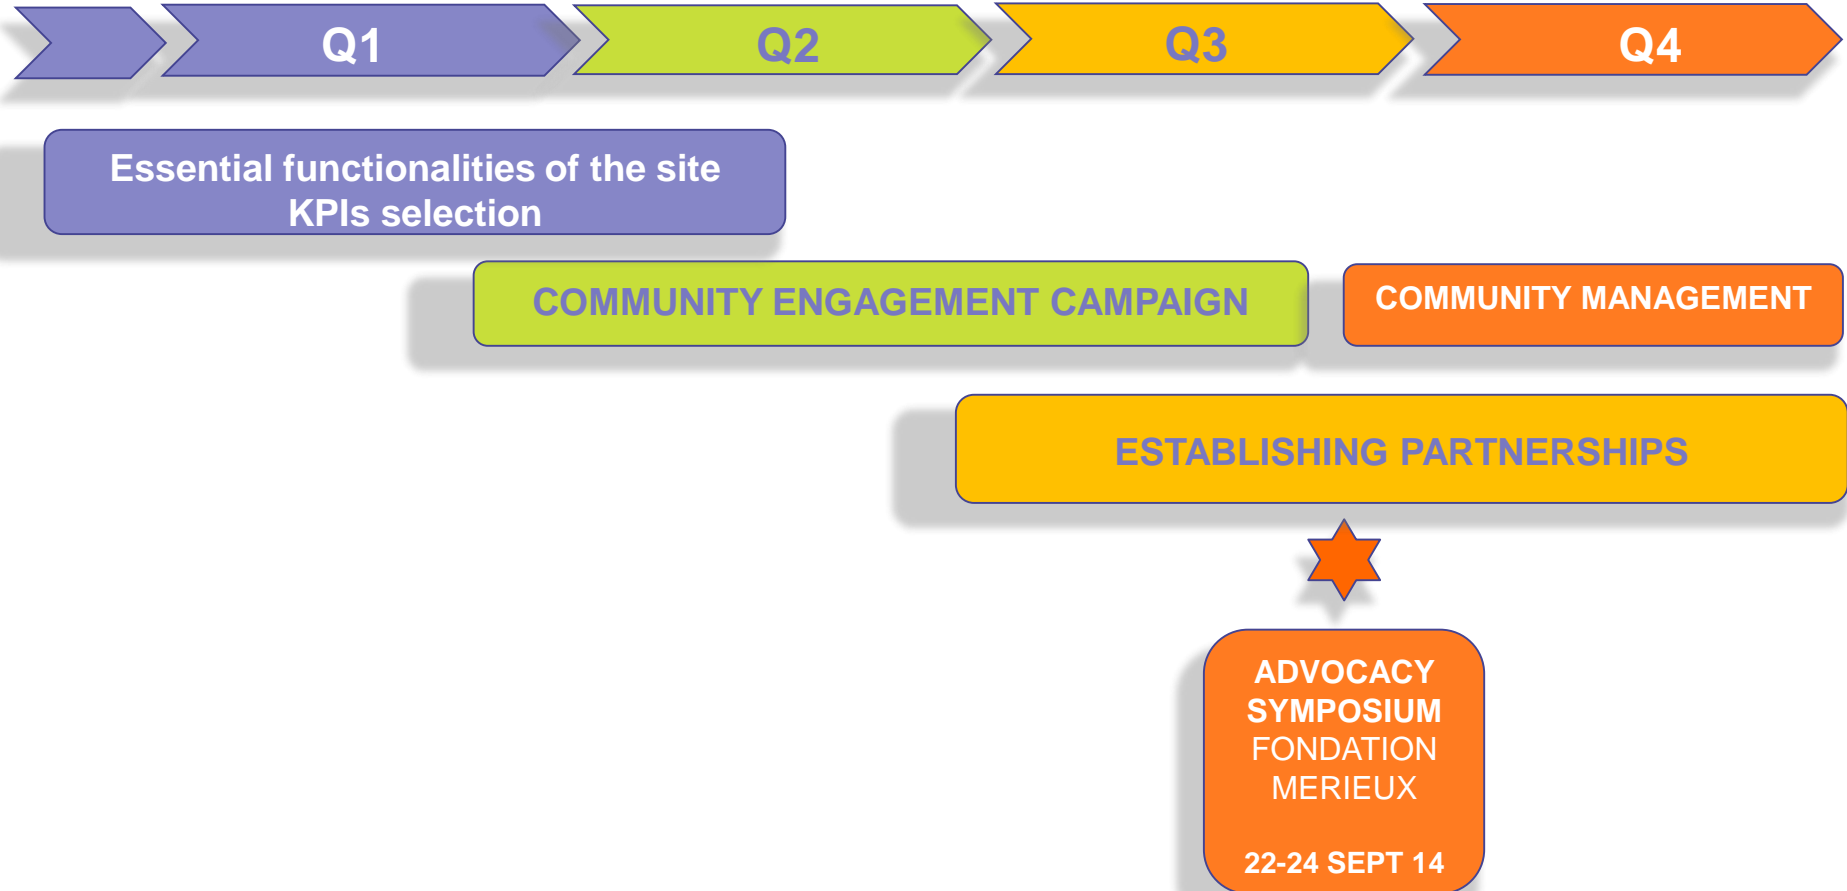 Q1
Q2
Q3
Q4
Essential functionalities of the site
KPIs selection
COMMUNITY ENGAGEMENT CAMPAIGN
COMMUNITY MANAGEMENT
ESTABLISHING PARTNERSHIPS
ADVOCACY
SYMPOSIUM
FONDATION
MERIEUX
22-24 SEPT 14